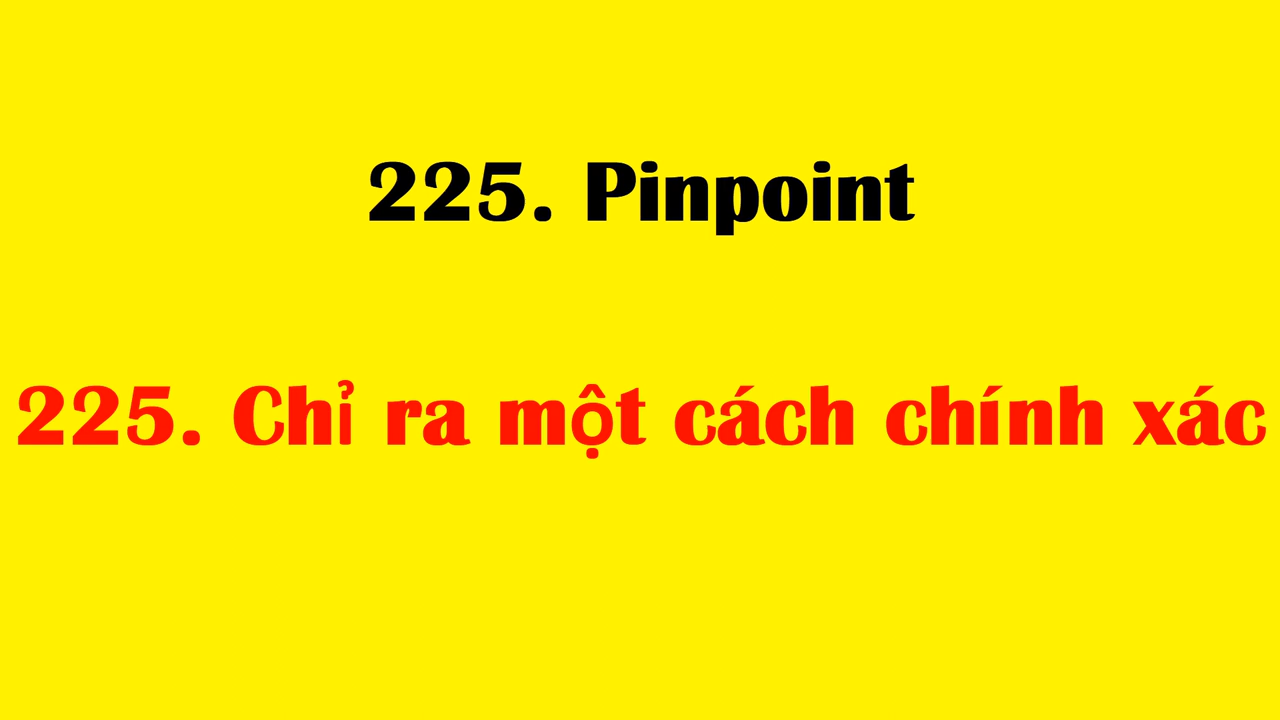 225. Pinpoint
225. Chỉ ra một cách chính xác